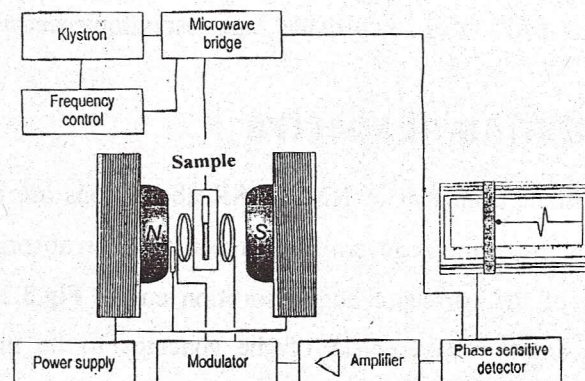 Klystron
Microwave
bridge
Frequency
control
Sample
N
S
Power supply
Modulator
Amplifier
Phase sensitive
detector